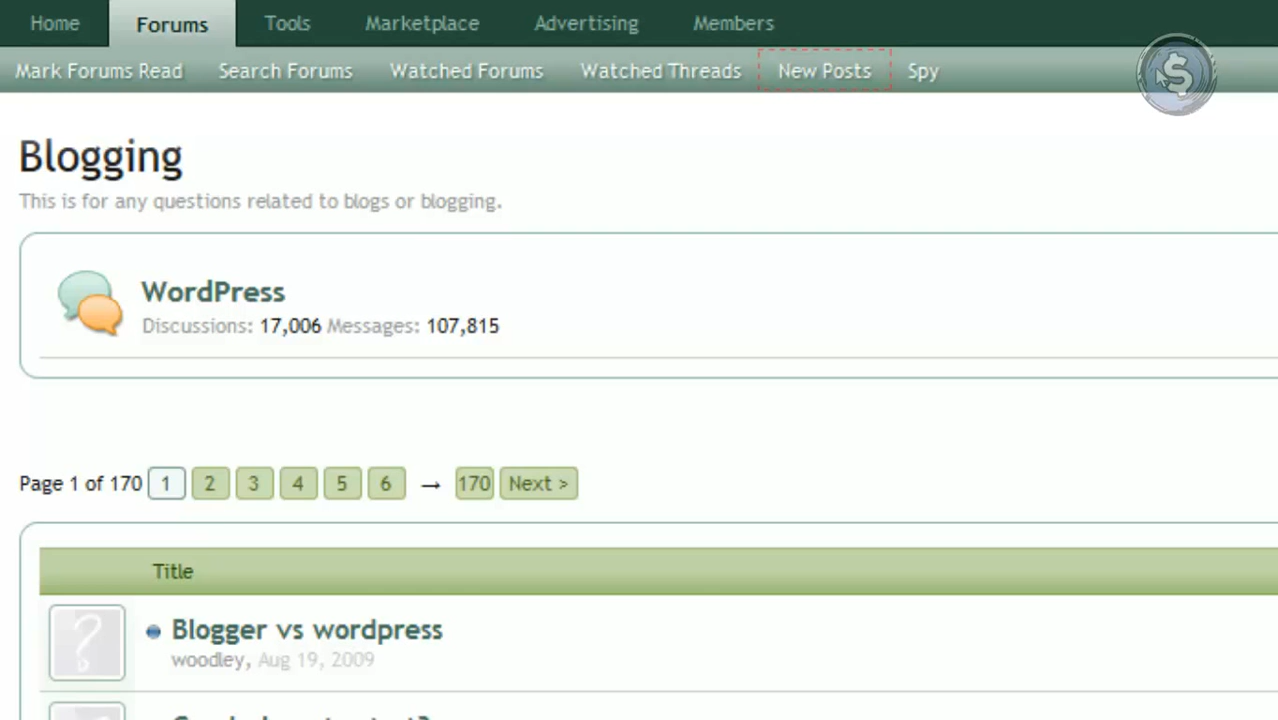 Home Forums Tools Marketplace Advertising Members
Mark Forums Read Search Forums Watched Forums Watched Threads New Posts Spy
Blogging
This is for any questions related to blogs or blogging.
WordPress
Discussions: 17,006 Messages: 107,815
Page 1 of 170 1 2 3 4 5 6 → 170 Next >
Title
Blogger vs wordpress
woodley, Aug 19, 2009